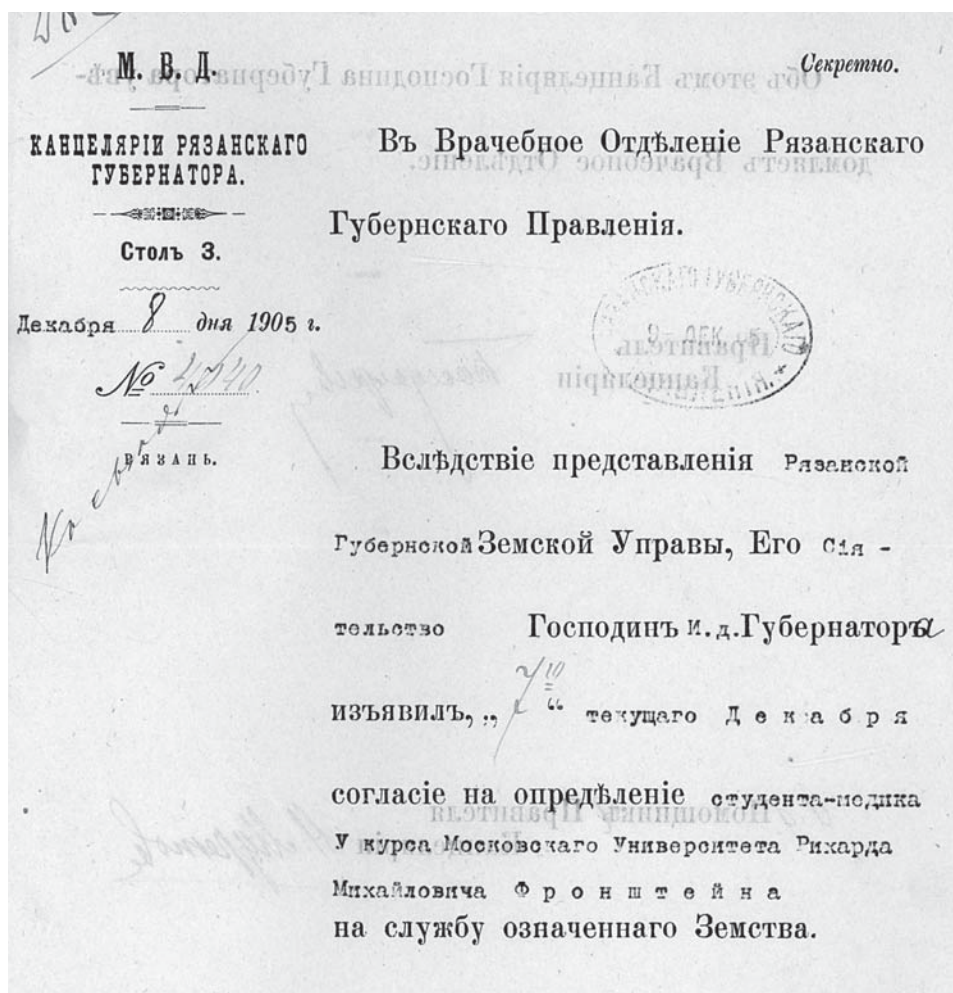 М. В. Д.
КАНЦЕЛЯРІИ РЯЗАНСКАГО
ГУБЕРНАТОРА.
Столъ 3.
Декабря 8 дня 1905 г.
№
РЯЗАНЬ.
Секретно.
Въ Врачебное Отдѣленіе Рязанскаго
Губернскаго Правленія.
Вслѣдствіе представленія Рязанской
Губернской Земской Управы, Его Сія -
тельство Господинъ И.д.Губернатора
изъявилъ, „ “ текущаго Декабря
согласіе на опредѣленіе студента-медика
У курса Московскаго Университета Рихарда
Михайловича Фронштейна
на службу означеннаго Земства.